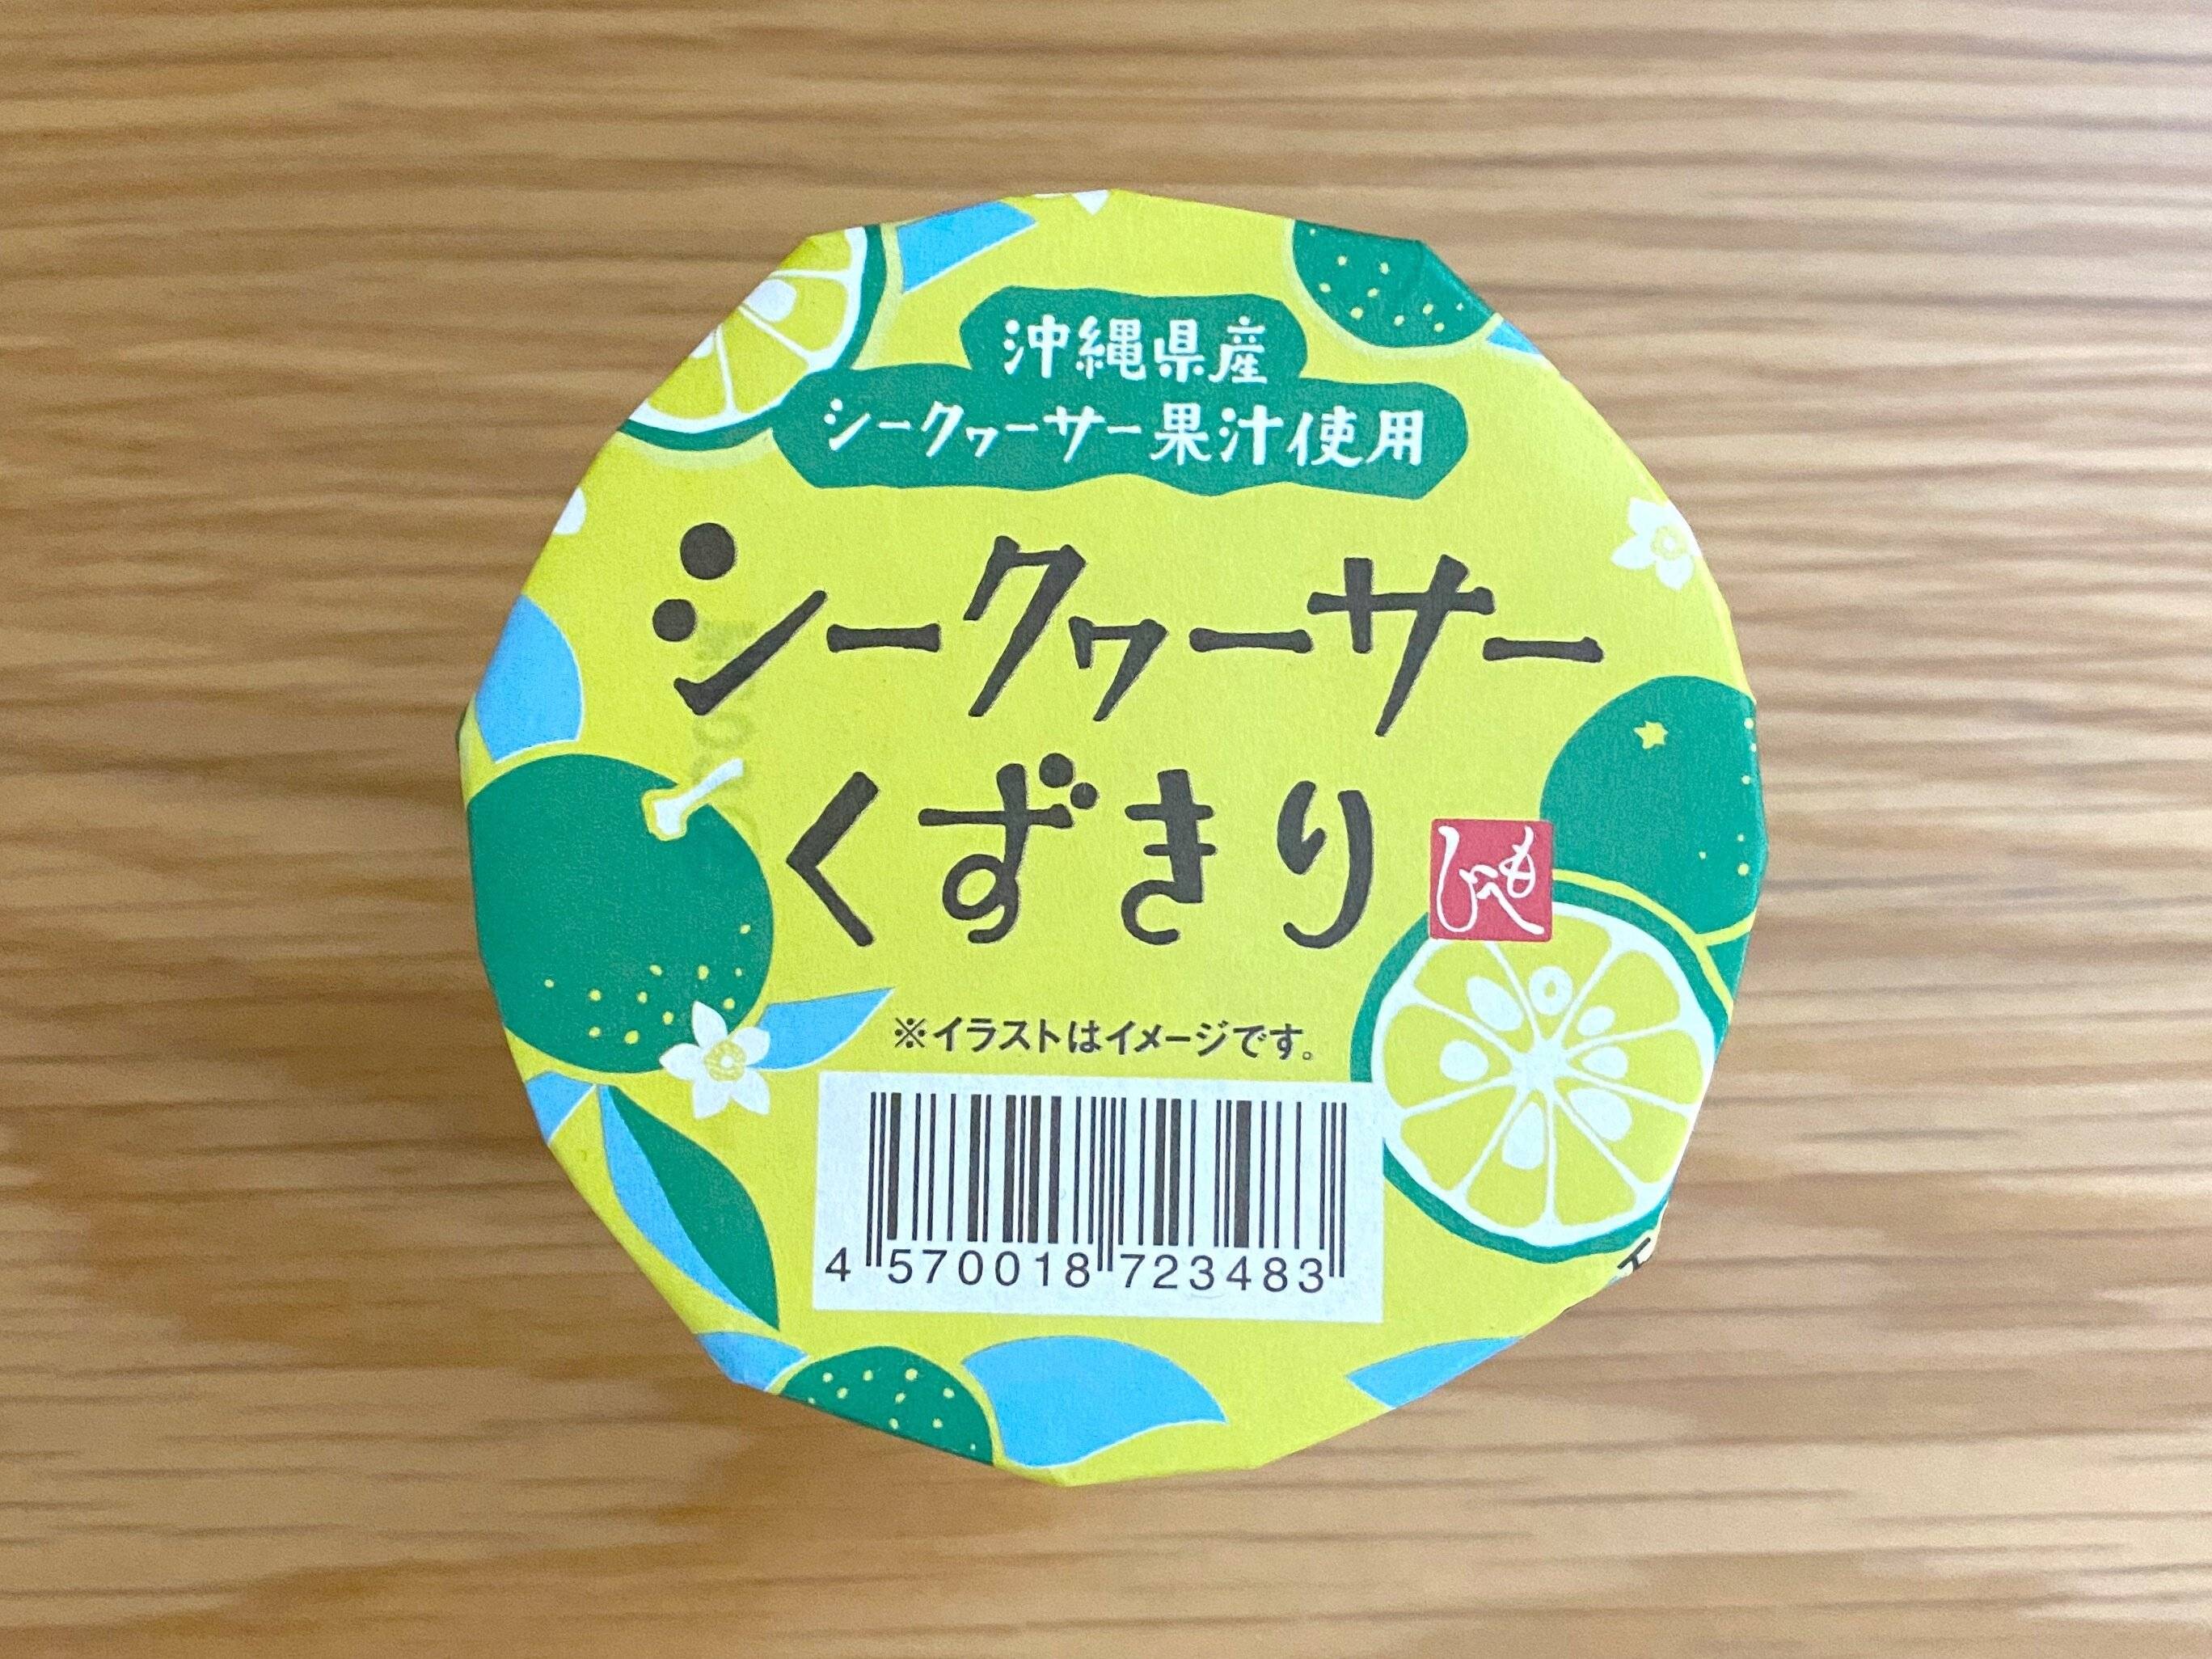 沖縄県産
シークヮーサー果汁使用
シークヮーサー
くずきり
もへじ
※イラストはイメージです。
4 570018 723483